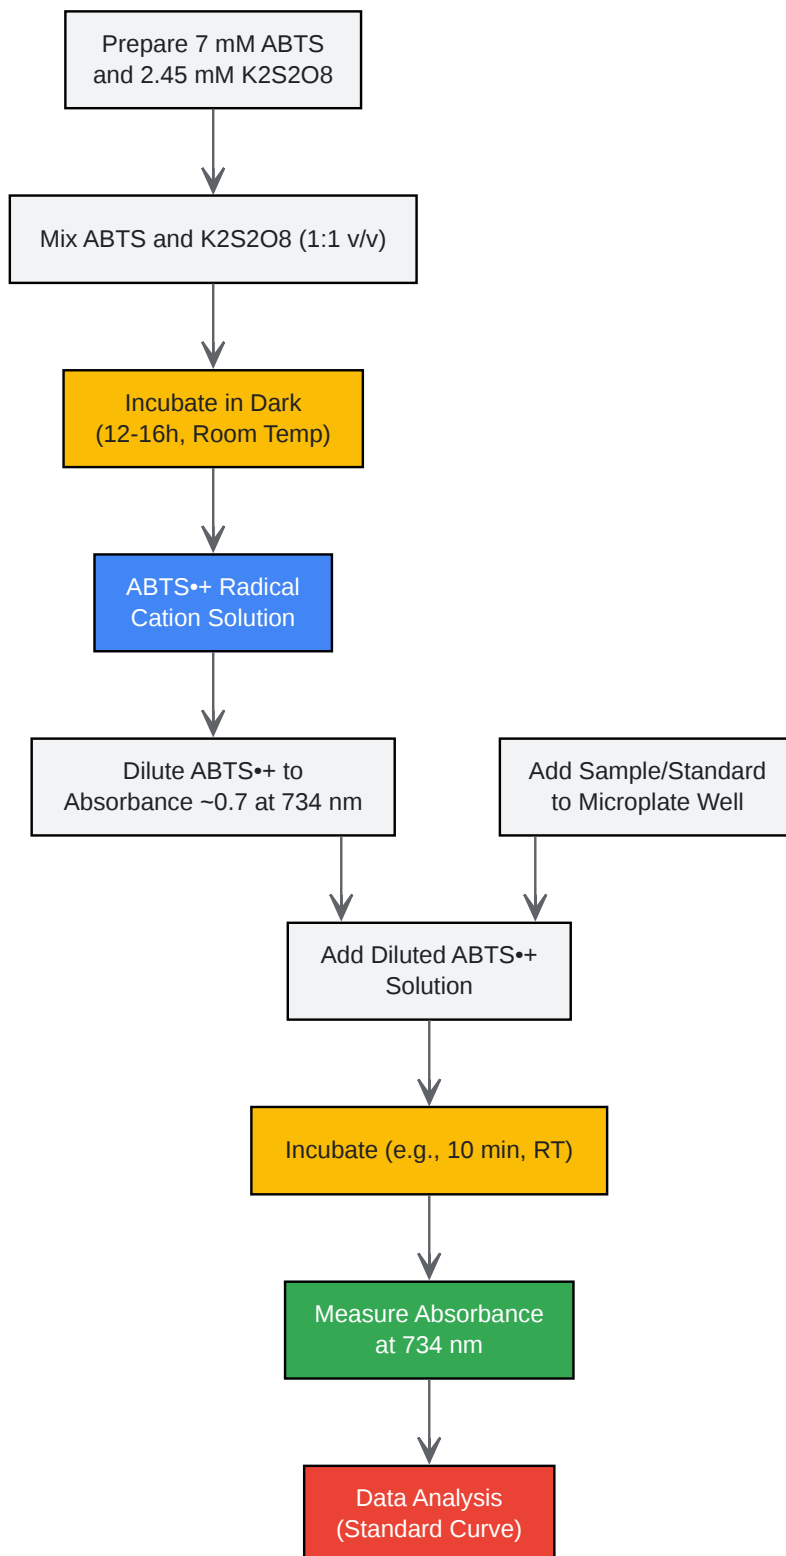 Prepare 7 mM ABTS
and 2.45 mM K2S2O8
Mix ABTS and K2S2O8 (1:1 v/v)
Incubate in Dark
(12-16h, Room Temp)
ABTS•+ Radical
Cation Solution
Dilute ABTS•+ to
Absorbance ~0.7 at 734 nm
Add Sample/Standard
to Microplate Well
Add Diluted ABTS•+
Solution
Incubate (e.g., 10 min, RT)
Measure Absorbance
at 734 nm
Data Analysis
(Standard Curve)